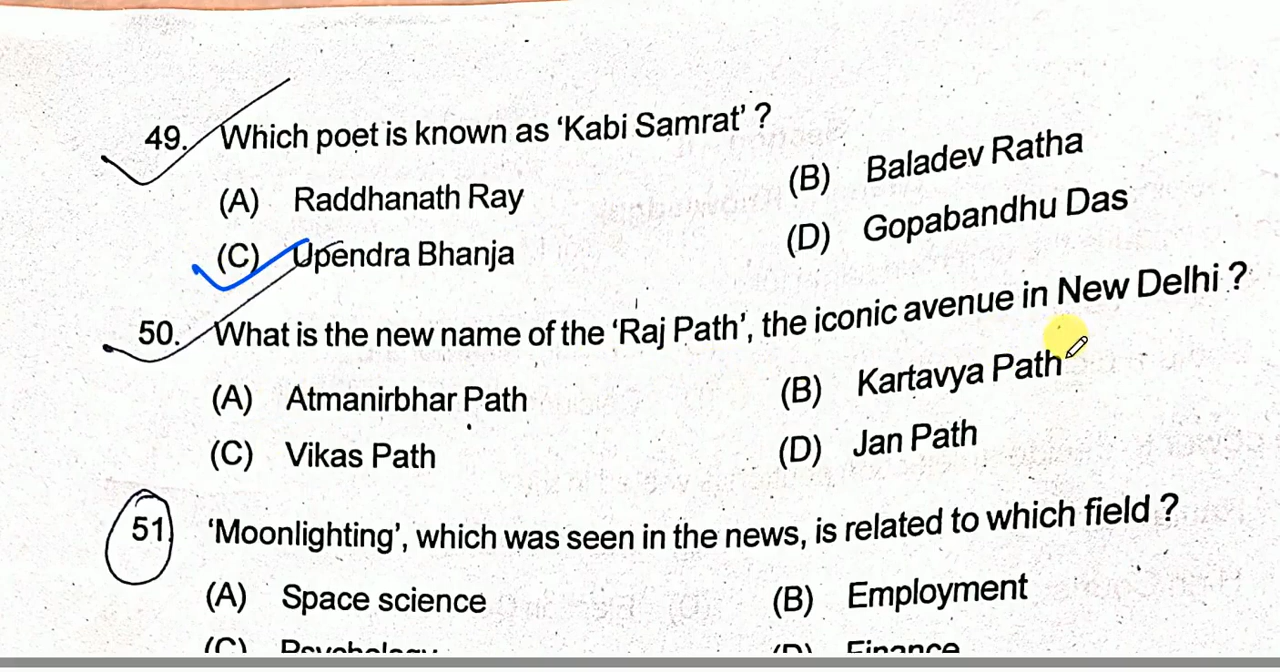 49. Which poet is known as 'Kabi Samrat' ?
(A) Raddhanath Ray
(B) Baladev Ratha
(C) Upendra Bhanja
(D) Gopabandhu Das
50. What is the new name of the 'Raj Path', the iconic avenue in New Delhi ?
(A) Atmanirbhar Path
(B) Kartavya Path
(C) Vikas Path
(D) Jan Path
51. 'Moonlighting', which was seen in the news, is related to which field ?
(A) Space science
(B) Employment
(C) Psychology
(D) Finance